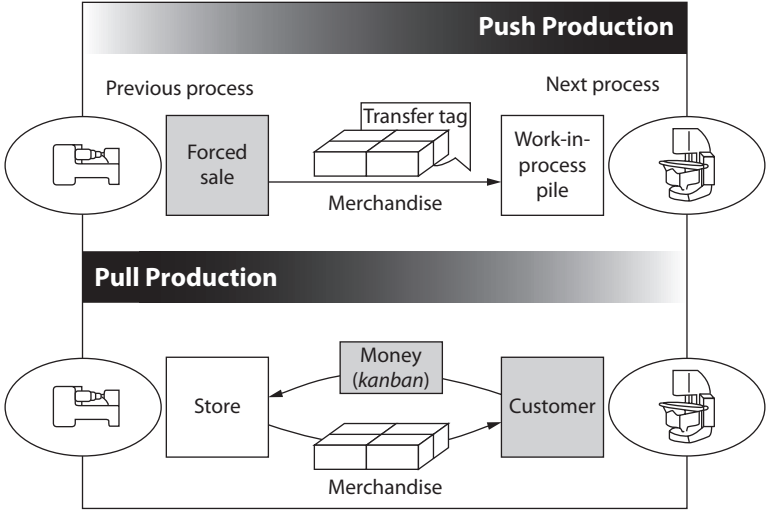 Push Production
Previous process
Next process
Transfer tag
Forced
sale
Work-in-
process
pile
Merchandise
Pull Production
Money
(kanban)
Store
Customer
Merchandise